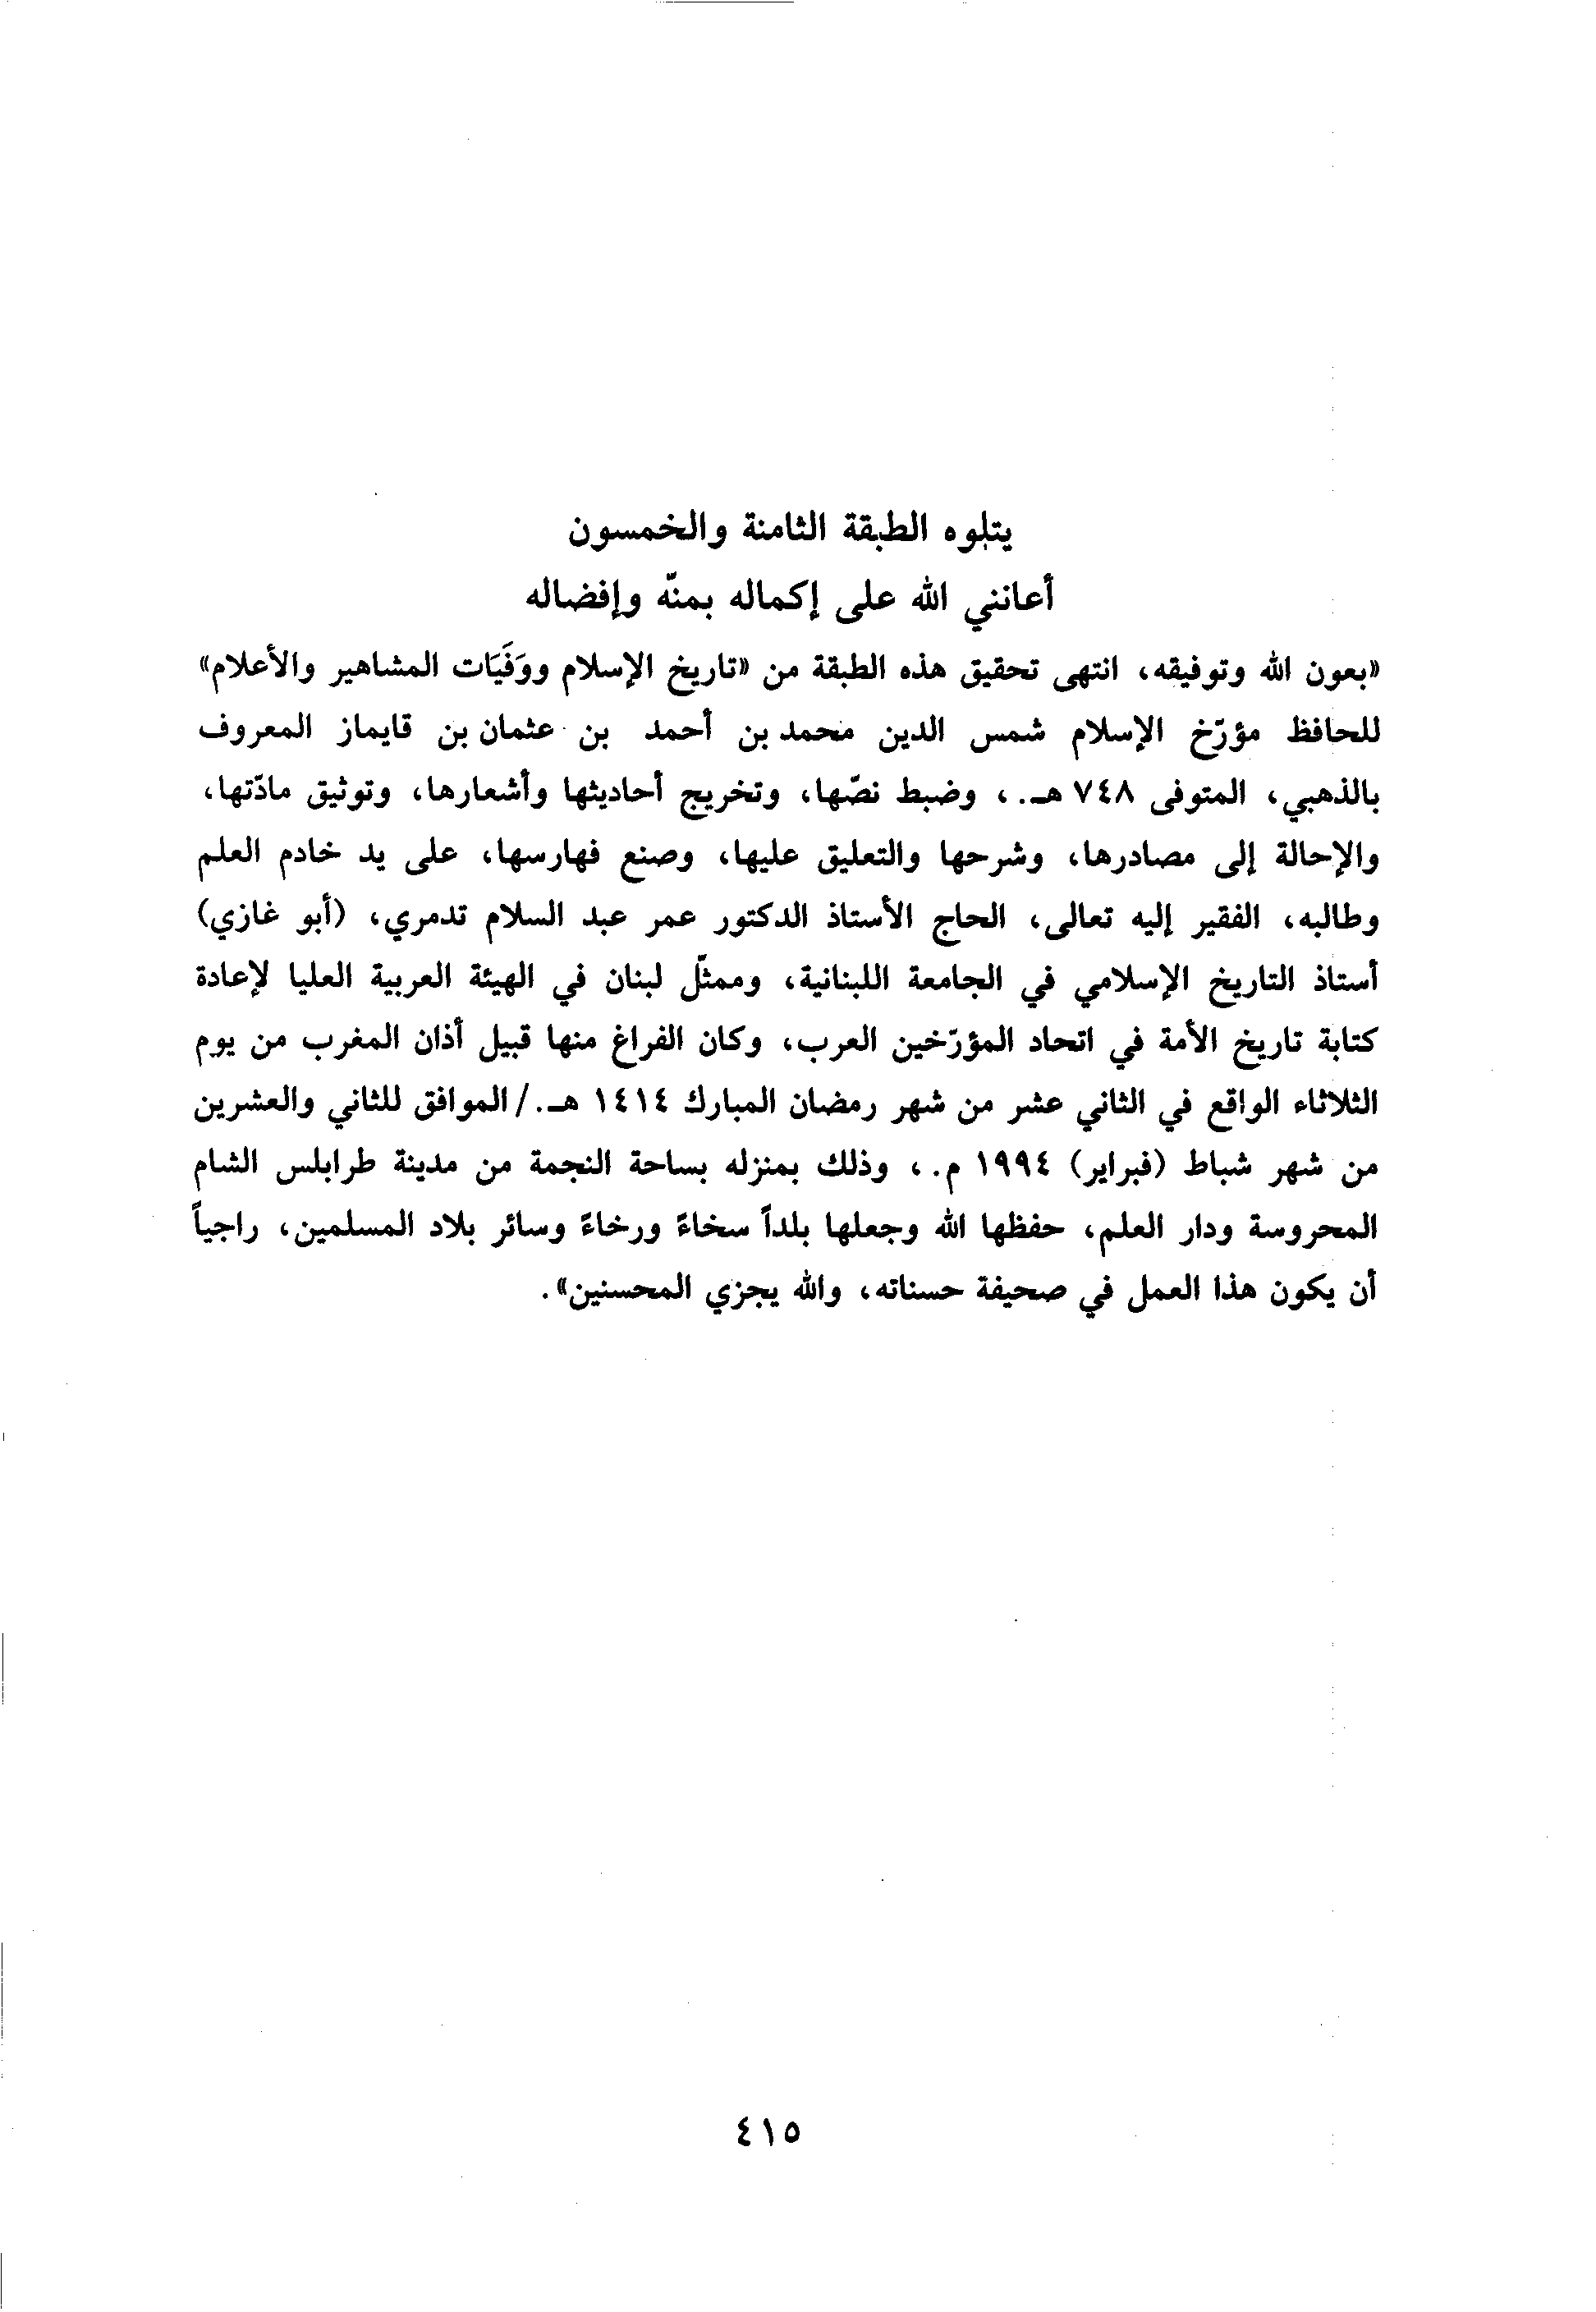 يتلوه الطبقة الثامنة والخمسون
أعانني الله على إكماله بمنّه وإفضاله
«بعون الله وتوفيقه، انتهى تحقيق هذه الطبقة من «تاريخ الإسلام ووَفَيَات المشاهير والأعلام»
للحافظ مؤرّخ الإسلام شمس الدين محمد بن أحمد بن عثمان بن قايماز المعروف
بالذهبي، المتوفى ٧٤٨ هـ.، وضبط نصّها، وتخريج أحاديثها وأشعارها، وتوثيق مادّتها،
والإحالة إلى مصادرها، وشرحها والتعليق عليها، وصنع فهارسها، على يد خادم العلم
وطالبه، الفقير إليه تعالى، الحاج الأستاذ الدكتور عمر عبد السلام تدمري، (أبو غازي)
أستاذ التاريخ الإسلامي في الجامعة اللبنانية، وممثّل لبنان في الهيئة العربية العليا لإعادة
كتابة تاريخ الأمة في اتحاد المؤرّخين العرب، وكان الفراغ منها قبيل أذان المغرب من يوم
الثلاثاء الواقع في الثاني عشر من شهر رمضان المبارك ١٤١٤ هـ./الموافق للثاني والعشرين
من شهر شباط (فبراير) ١٩٩٤ م.، وذلك بمنزله بساحة النجمة من مدينة طرابلس الشام
المحروسة ودار العلم، حفظها الله وجعلها بلداً سخاءً ورخاءً وسائر بلاد المسلمين، راجياً
أن يكون هذا العمل في صحيفة حسناته، والله يجزي المحسنين».
٤١٥